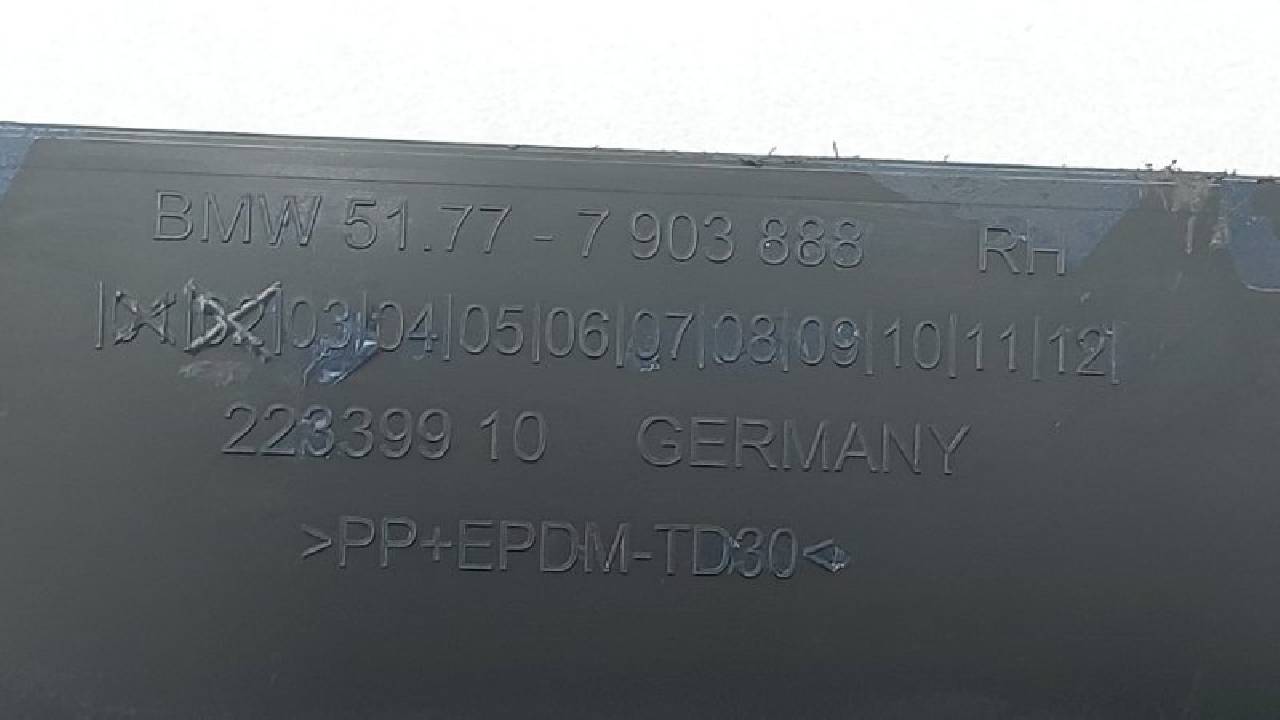 BMW 51.77 - 7 903 888 RH
|01|02|03|04|05|06|07|08|09|10|11|12|
223399 10 GERMANY
>PP+EPDM-TD30<